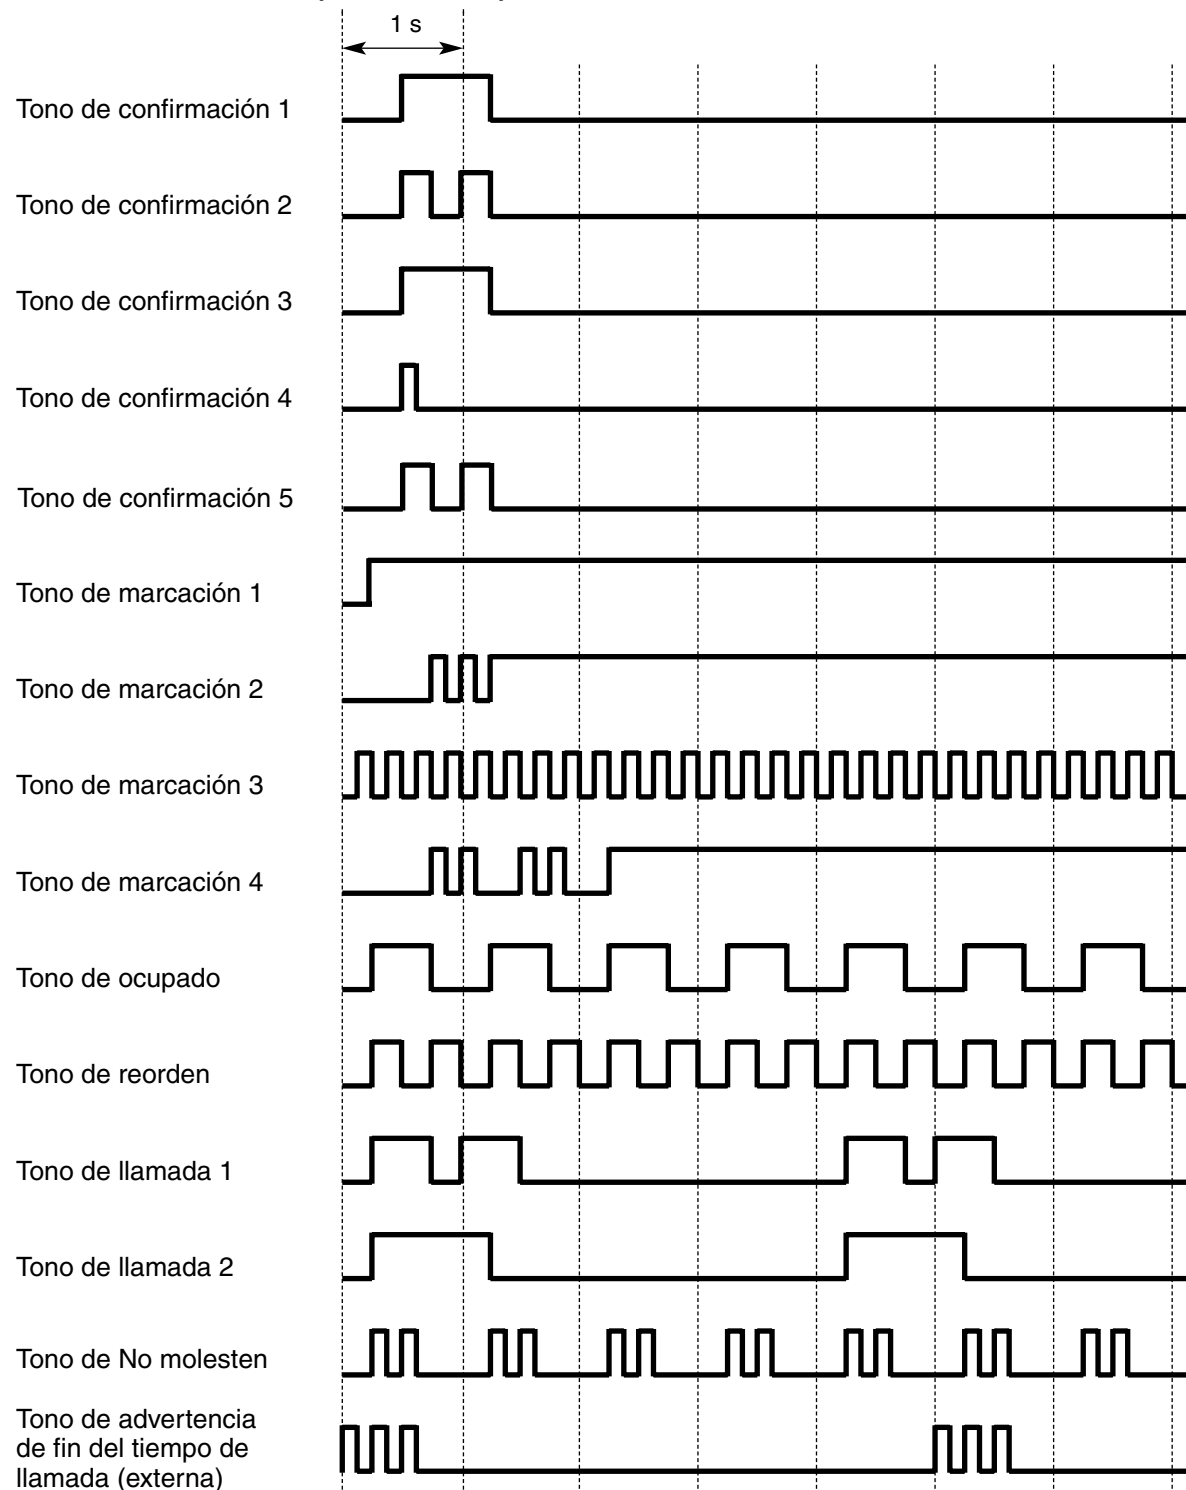 1 s
Tono de confirmación 1
Tono de confirmación 2
Tono de confirmación 3
Tono de confirmación 4
Tono de confirmación 5
Tono de marcación 1
Tono de marcación 2
Tono de marcación 3
Tono de marcación 4
Tono de ocupado
Tono de reorden
Tono de llamada 1
Tono de llamada 2
Tono de No molesten
Tono de advertencia
de fin del tiempo de
llamada (externa)